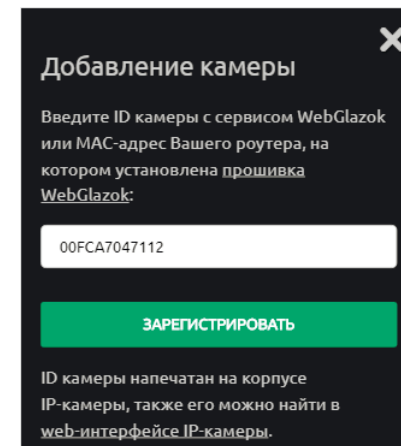 Добавление камеры
Введите ID камеры с сервисом WebGlazok
или MAC-адрес Вашего роутера, на
котором установлена прошивка
WebGlazok:
00FCA7047112
ЗАРЕГИСТРИРОВАТЬ
ID камеры напечатан на корпусе
IP-камеры, также его можно найти в
web-интерфейсе IP-камеры.